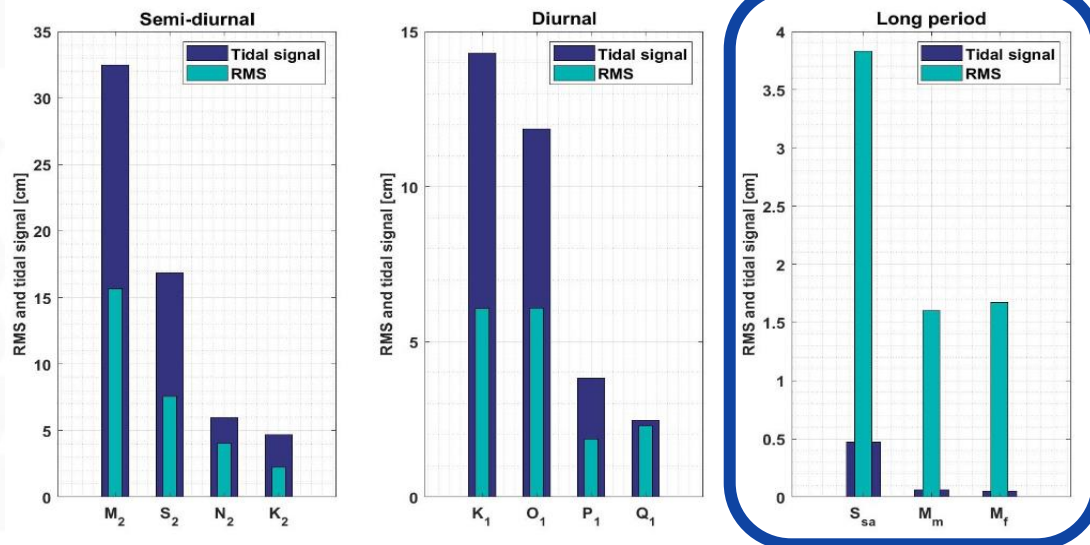 Semi-diurnal
Tidal signal
RMS
RMS and tidal signal [cm]
35
30
25
20
15
10
5
0
M₂ S₂ N₂ K₂
Diurnal
Tidal signal
RMS
RMS and tidal signal [cm]
15
10
5
0
K₁ O₁ P₁ Q₁
Long period
Tidal signal
RMS
RMS and tidal signal [cm]
4
3.5
3
2.5
2
1.5
1
0.5
0
Sₛₐ Mₘ M_f